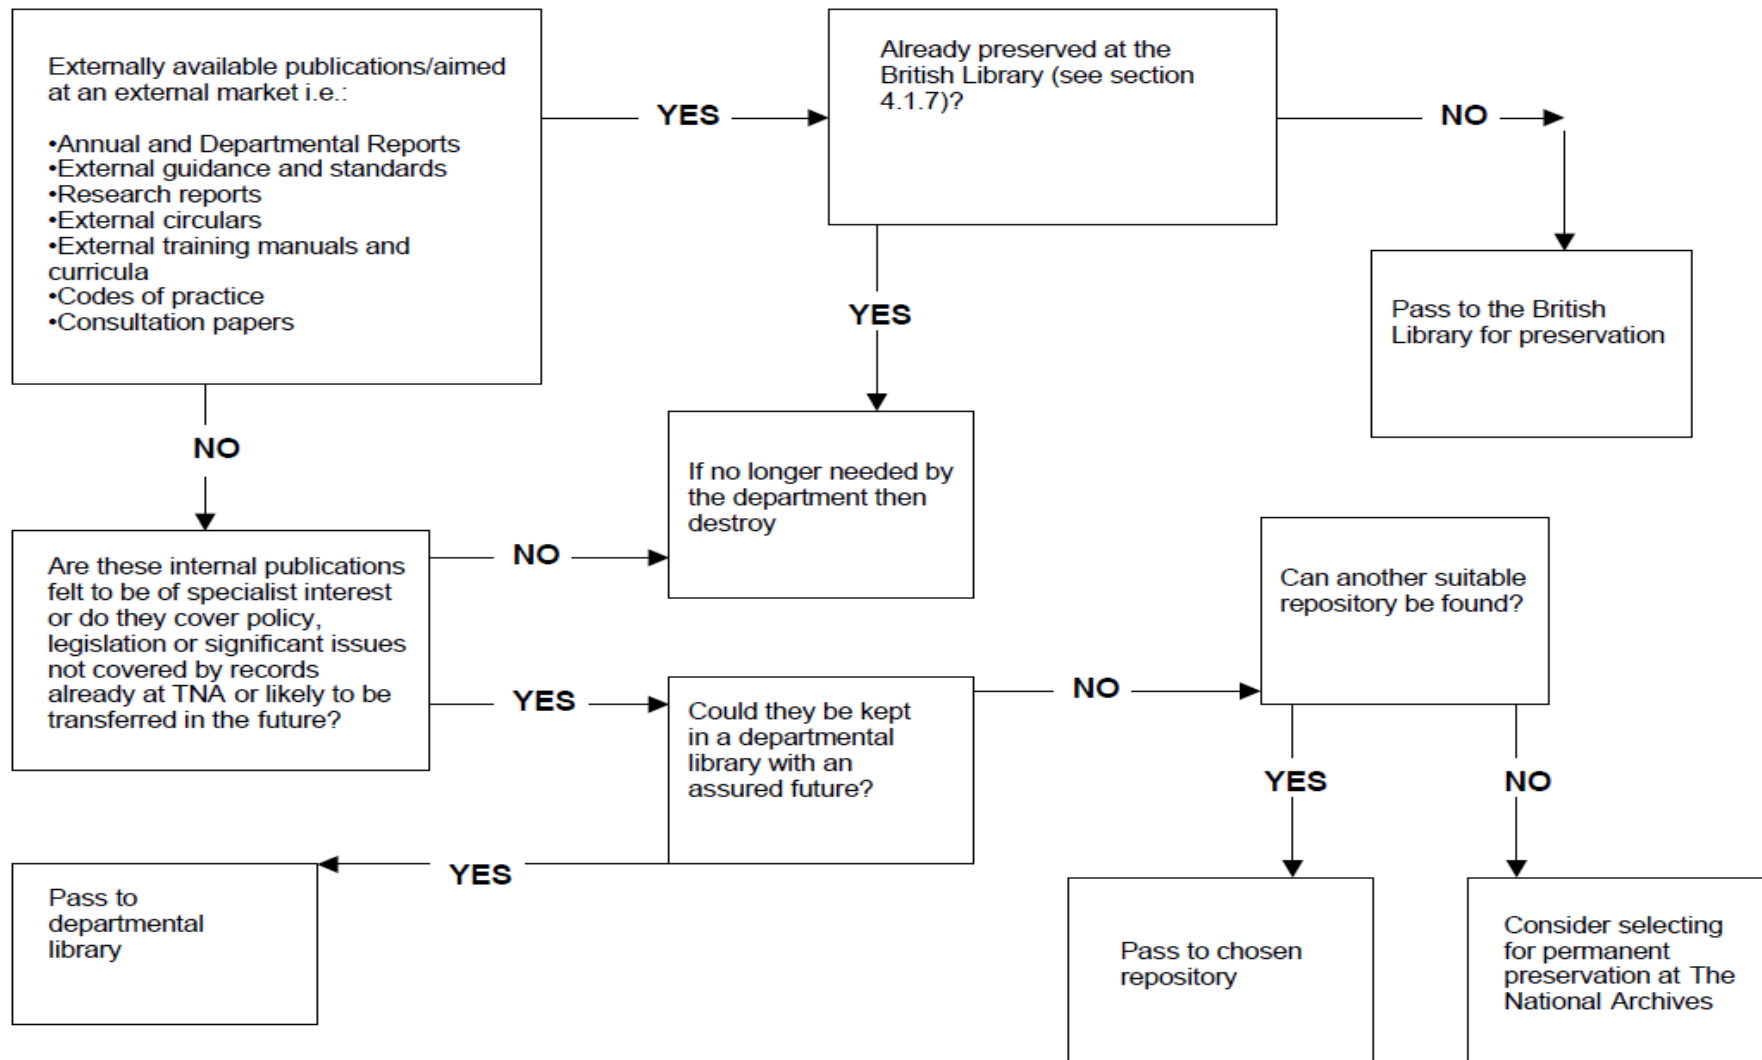 Externally available publications/aimed
at an external market i.e.:
•Annual and Departmental Reports
•External guidance and standards
•Research reports
•External circulars
•External training manuals and
curricula
•Codes of practice
•Consultation papers
YES
Already preserved at the
British Library (see section
4.1.7)?
NO
Pass to the British
Library for preservation
YES
NO
If no longer needed by
the department then
destroy
Are these internal publications
felt to be of specialist interest
or do they cover policy,
legislation or significant issues
not covered by records
already at TNA or likely to be
transferred in the future?
NO
YES
Could they be kept
in a departmental
library with an
assured future?
NO
Can another suitable
repository be found?
YES
NO
YES
Pass to
departmental
library
Pass to chosen
repository
Consider selecting
for permanent
preservation at The
National Archives